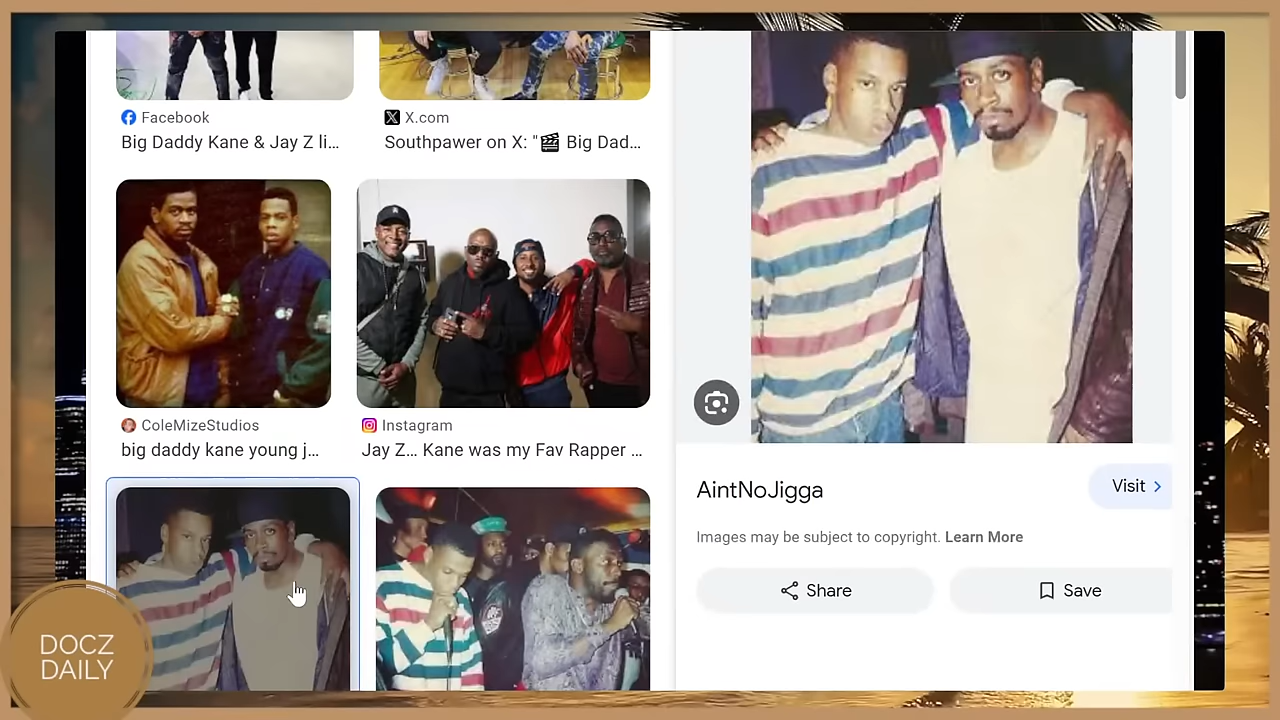 Facebook
Big Daddy Kane & Jay Z li...
X.com
Southpawer on X: "🎬 Big Dad...
ColeMizeStudios
big daddy kane young j...
Instagram
Jay Z... Kane was my Fav Rapper ...
AintNoJigga
Visit
Images may be subject to copyright. Learn More
Share
Save
DOCZ
DAILY